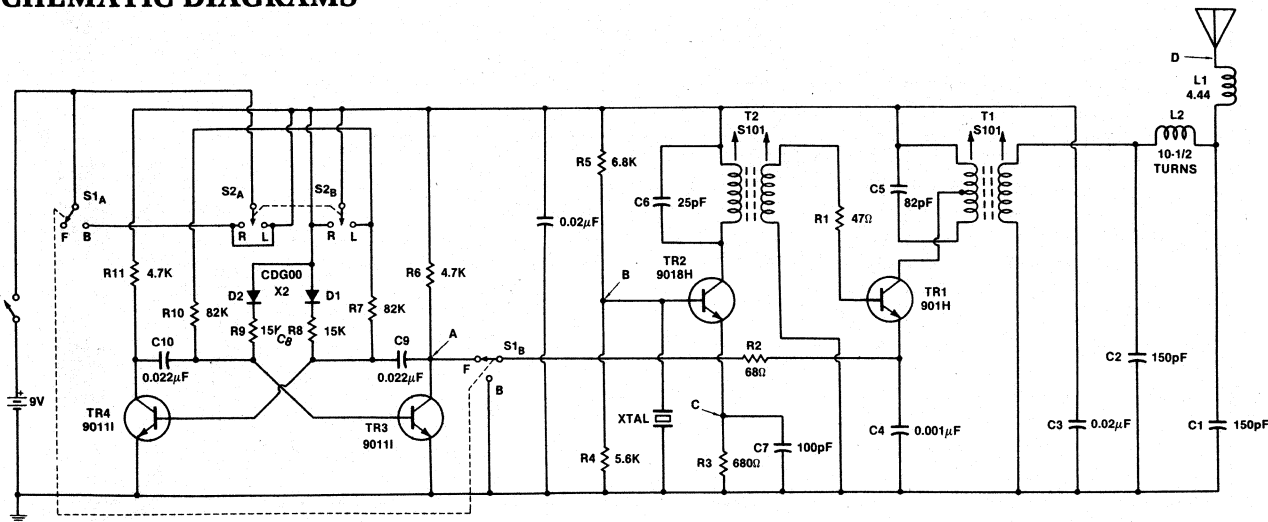 CHEMATIC DIAGRAMS
D
L1
4.44
L2
10-1/2
TURNS
T2
S101
T1
S101
R5
6.8K
C6
25pF
C5
82pF
R1
47Ω
S1A
F
B
S2A
R
L
S2B
R
L
0.02μF
R11
4.7K
CDG00
X2
D2
D1
R6
4.7K
R10
82K
R9
15K
R8
15K
C8
R7
82K
TR2
9018H
B
TR1
901H
C10
0.022μF
C9
0.022μF
A
S1B
F
B
R2
68Ω
C2
150pF
9V
TR4
9011I
TR3
9011I
XTAL
C
R4
5.6K
R3
680Ω
C7
100pF
C4
0.001μF
C3
0.02μF
C1
150pF